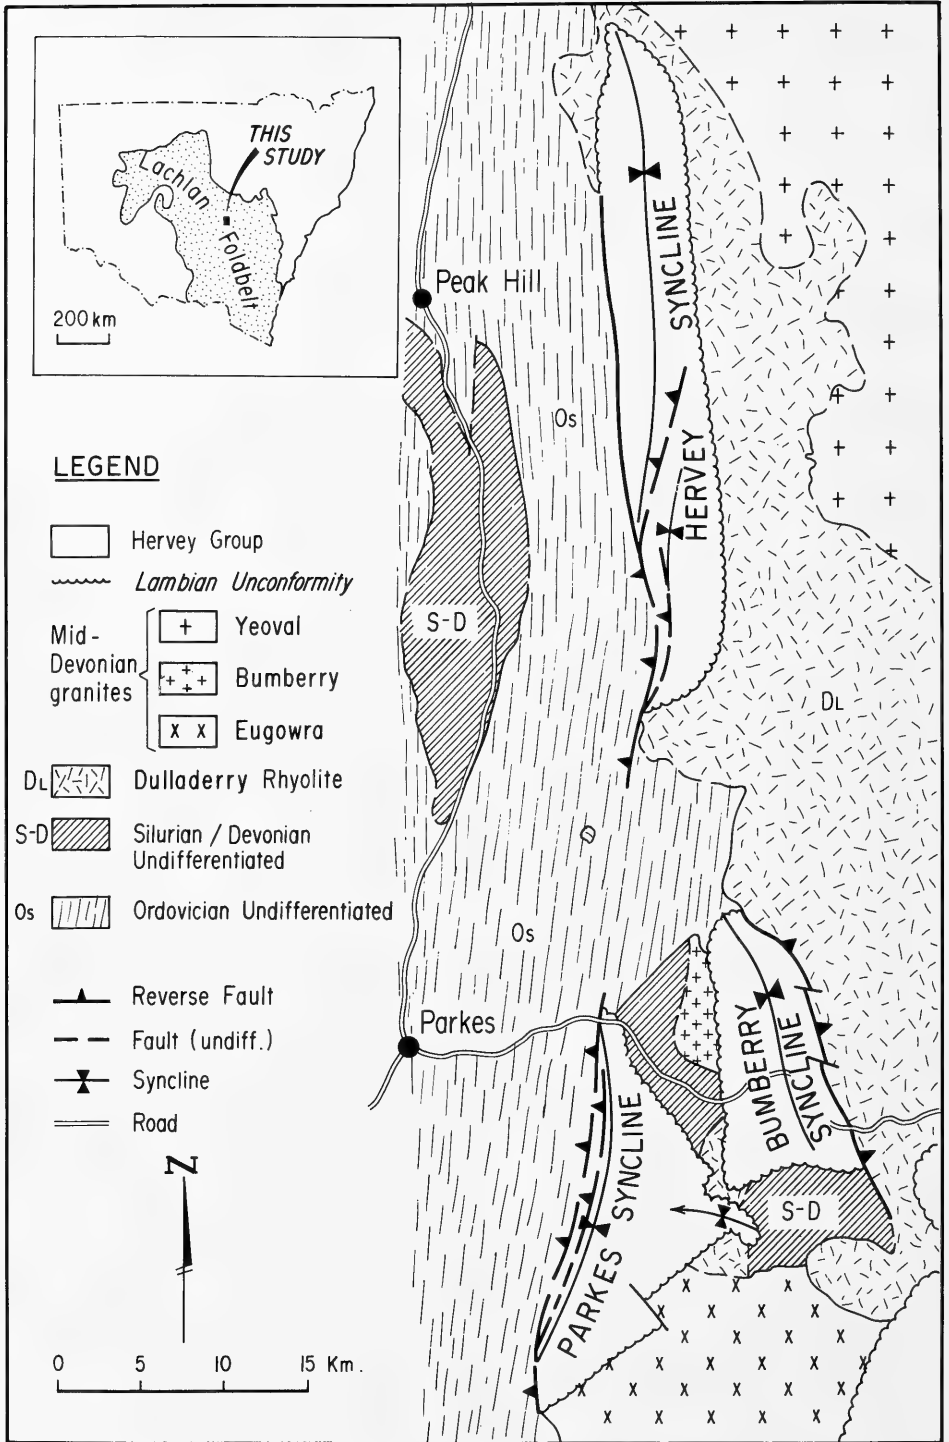 THIS
STUDY
Lachlan
Foldbelt
200 km
Peak Hill
SYNCLINE
HERVEY
Os
LEGEND
Hervey Group
Lambian Unconformity
Mid-
Devonian
granites
+ Yeoval
+ + + + Bumberry
x x Eugowra
DL Dulladerry Rhyolite
S-D Silurian / Devonian
Undifferentiated
Os Ordovician Undifferentiated
Reverse Fault
Fault (undiff.)
Syncline
Road
N
0 5 10 15 Km.
S-D
DL
D
Os
Parkes
BUMBERRY
SYNCLINE
PARKES
SYNCLINE
S-D